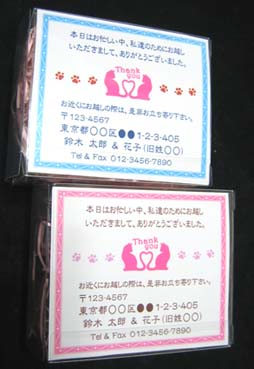 本日はお忙しい中、私達のためにお越し
いただきまして、ありがとうございました。
Thank
you
お近くにお越しの際は、是非お立ち寄り下さい。
〒123-4567
東京都〇〇区●●1-2-3-405
鈴木 太郎 & 花子(旧姓〇〇)
Tel & Fax 012-3456-7890
本日はお忙しい中、私達のためにお越し
いただきまして、ありがとうございました。
Thank
you
お近くにお越しの際は、是非お立ち寄り下さい。
〒123-4567
東京都〇〇区●●1-2-3-405
鈴木 太郎 & 花子(旧姓〇〇)
Tel & Fax 012-3456-7890